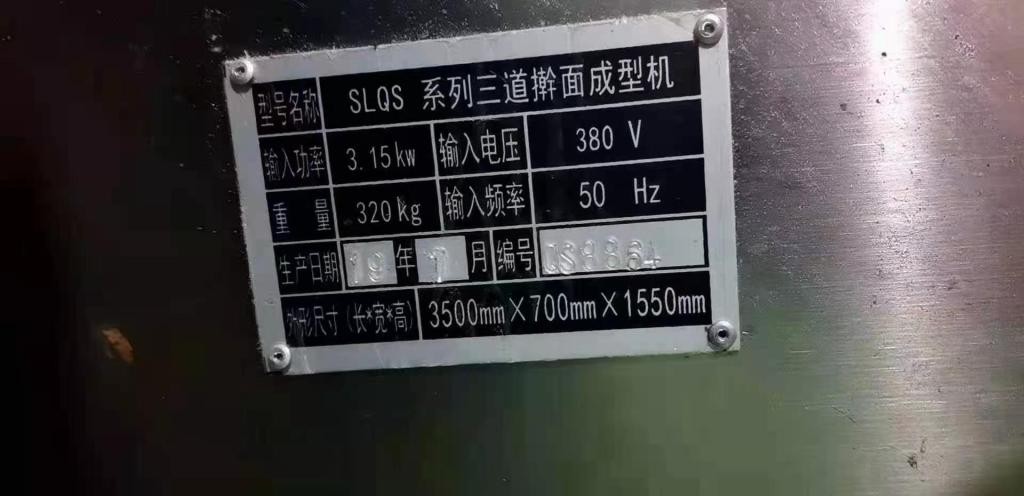 型号名称 SLQS 系列三道擀面成型机
输入功率 3.15kw 输入电压 380 V
重 量 320kg 输入频率 50 Hz
生产日期 19 年 7 月 编号
外形尺寸(长*宽*高) 3500mm×700mm×1550mm